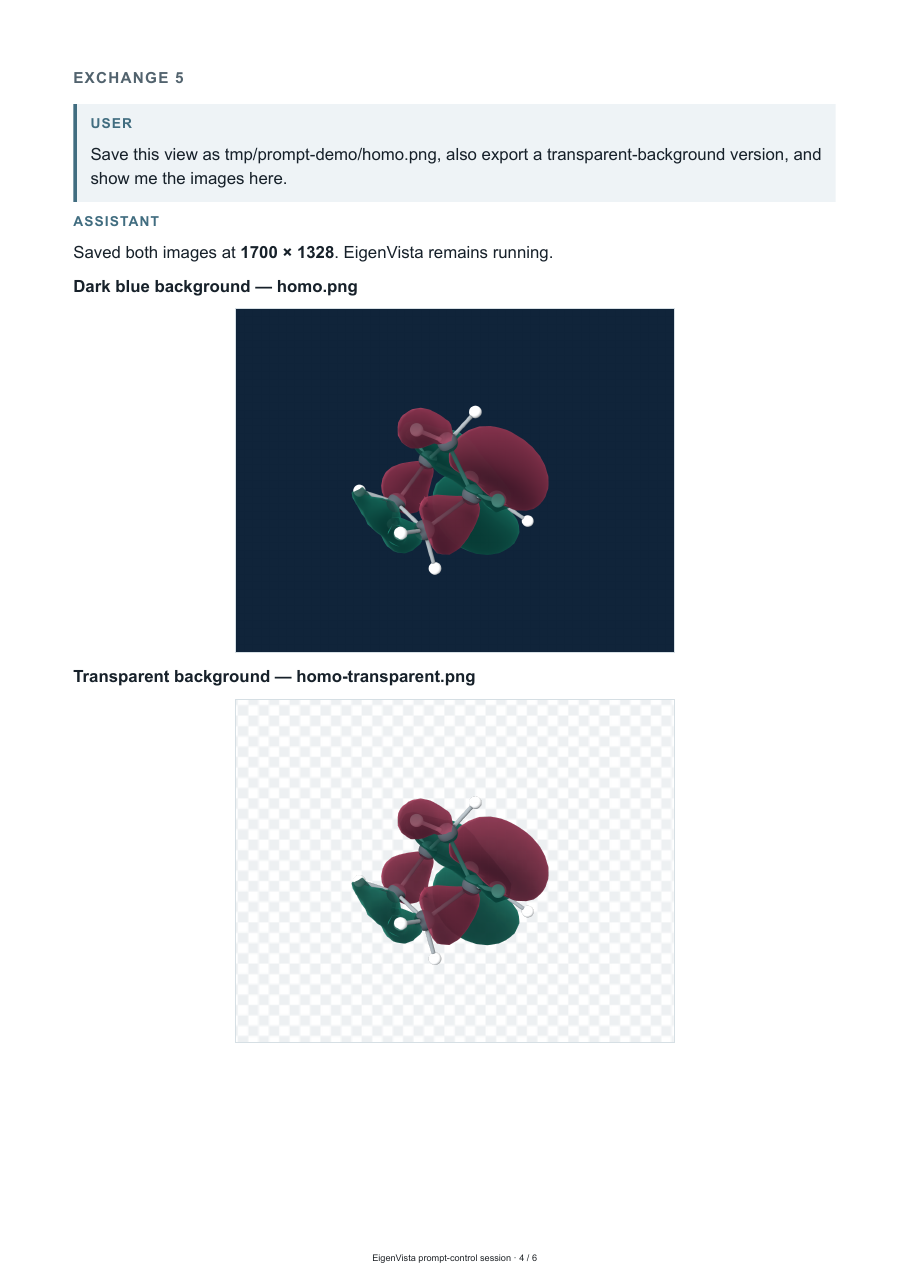 EXCHANGE 5
USER
Save this view as tmp/prompt-demo/homo.png, also export a transparent-background version, and
show me the images here.
ASSISTANT
Saved both images at 1700 × 1328. EigenVista remains running.
Dark blue background — homo.png
Transparent background — homo-transparent.png
EigenVista prompt-control session · 4 / 6